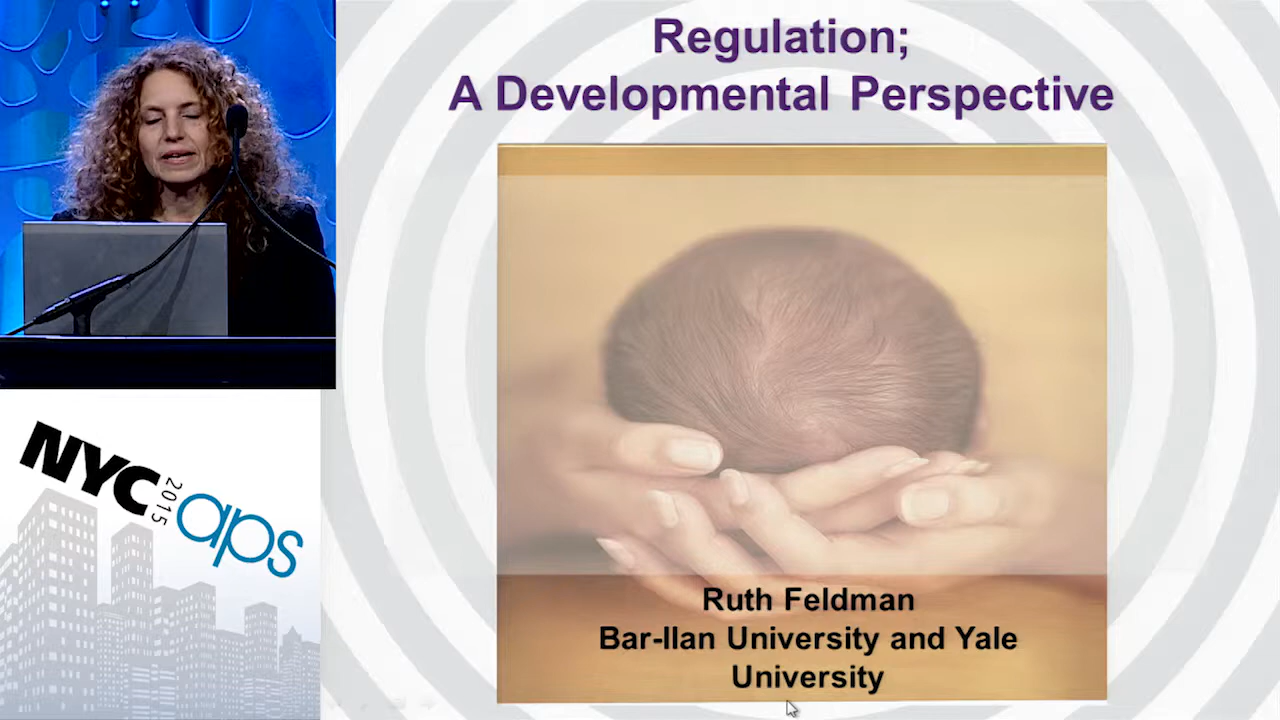 Regulation;
A Developmental Perspective
NYC
2015
aps
Ruth Feldman
Bar-Ilan University and Yale
University